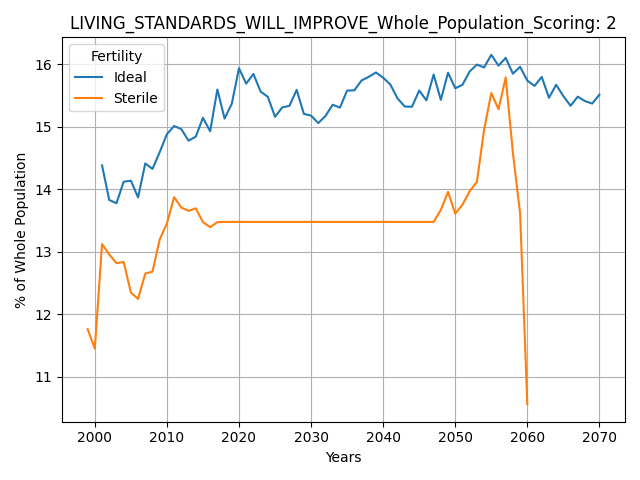 LIVING_STANDARDS_WILL_IMPROVE_Whole_Population_Scoring: 2
Fertility
Ideal
Sterile
% of Whole Population
16
15
14
13
12
11
2000 2010 2020 2030 2040 2050 2060 2070
Years